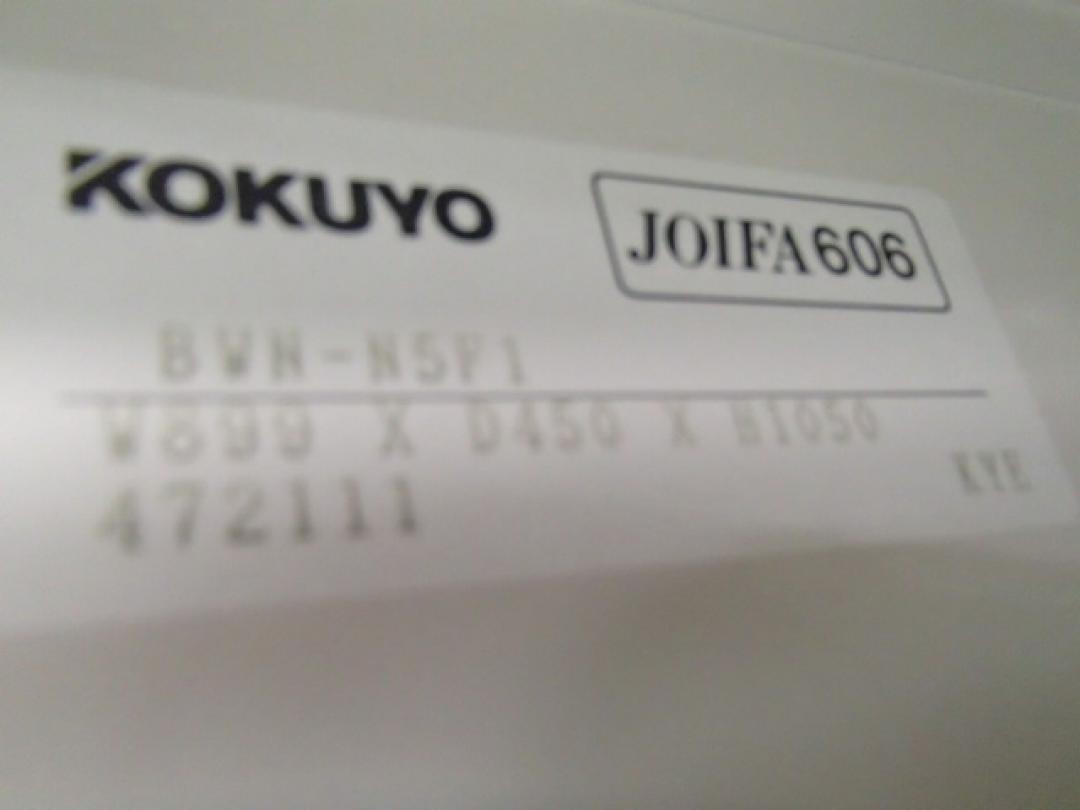 KOKUYO
JOIFA606
BWN-N5F1
W899 X D450 X H1050
472111
KYE